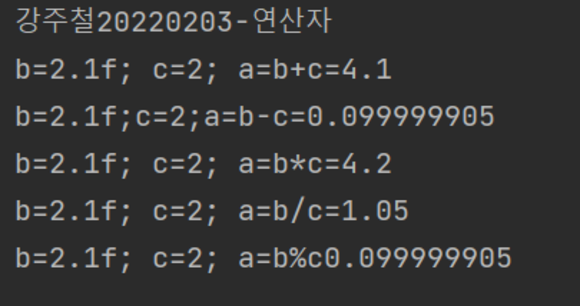 강주철20220203-연산자
b=2.1f; c=2; a=b+c=4.1
b=2.1f;c=2;a=b-c=0.099999905
b=2.1f; c=2; a=b*c=4.2
b=2.1f; c=2; a=b/c=1.05
b=2.1f; c=2; a=b%c0.099999905